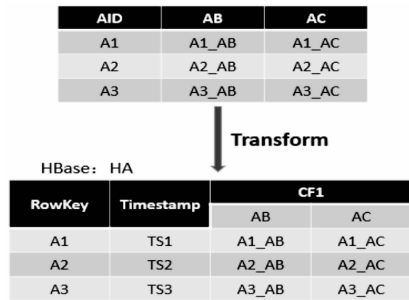 AID AB AC
A1 A1_AB A1_AC
A2 A2_AB A2_AC
A3 A3_AB A3_AC
Transform
HBase: HA
RowKey Timestamp CF1
AB AC
A1 TS1 A1_AB A1_AC
A2 TS2 A2_AB A2_AC
A3 TS3 A3_AB A3_AC